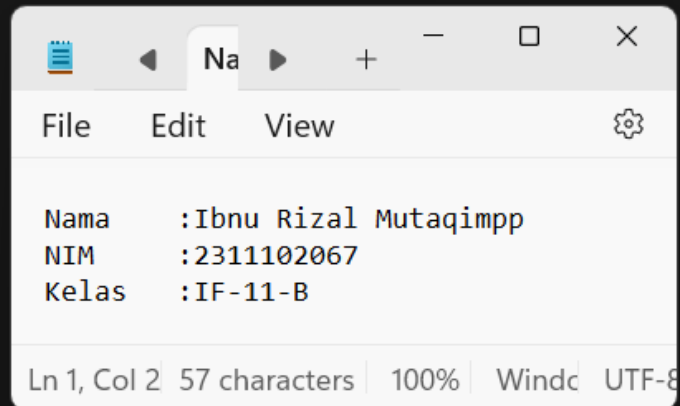 Na
File Edit View
Nama :Ibnu Rizal Mutaqimpp
NIM :2311102067
Kelas :IF-11-B
Ln 1, Col 2 57 characters 100% Windo UTF-8